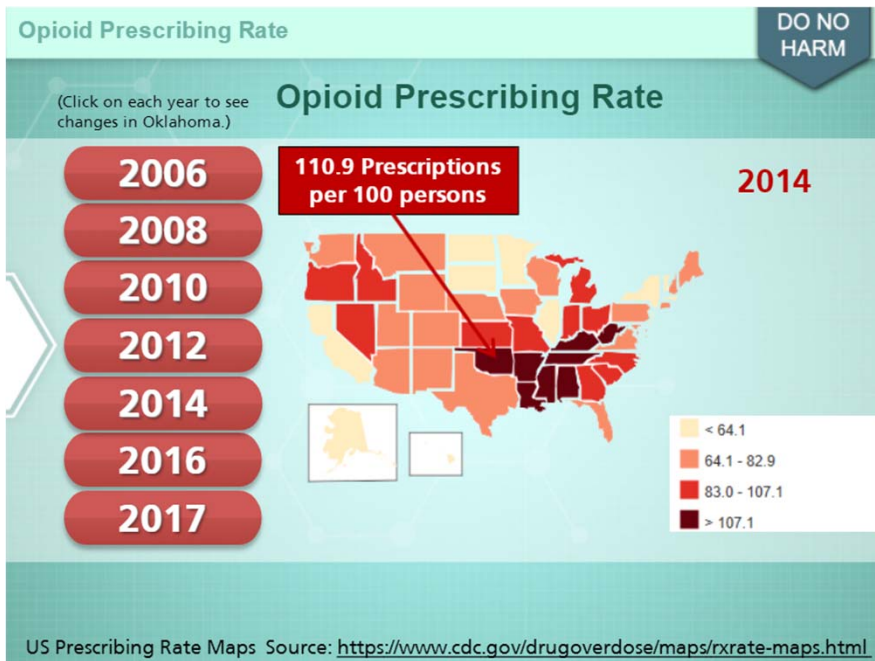 Opioid Prescribing Rate
DO NO
HARM
(Click on each year to see
changes in Oklahoma.)
Opioid Prescribing Rate
2006
2008
2010
2012
2014
2016
2017
110.9 Prescriptions
per 100 persons
2014
< 64.1
64.1 - 82.9
83.0 - 107.1
> 107.1
US Prescribing Rate Maps Source: https://www.cdc.gov/drugoverdose/maps/rxrate-maps.html